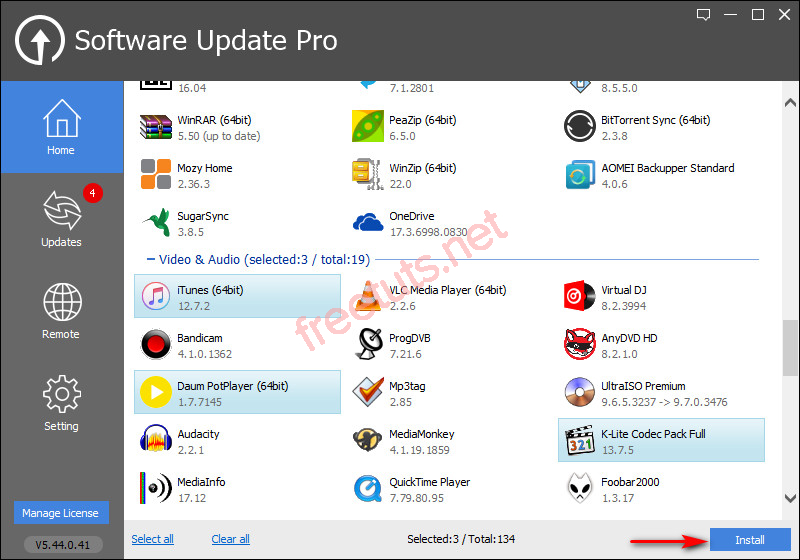 Software Update Pro
Home
4
Updates
Remote
Setting
Manage License
V5.44.0.41
16.04
7.1.2801
8.5.5.0
WinRAR (64bit)
5.50 (up to date)
PeaZip (64bit)
6.5.0
BitTorrent Sync (64bit)
2.3.8
Mozy Home
2.36.3
WinZip (64bit)
22.0
AOMEI Backupper Standard
4.0.6
SugarSync
3.8.5
OneDrive
17.3.6998.0830
Video & Audio (selected:3 / total:19)
iTunes (64bit)
12.7.2
VLC Media Player (64bit)
2.2.6
Virtual DJ
8.2.3994
Bandicam
4.1.0.1362
ProgDVB
7.21.6
AnyDVD HD
8.2.1.0
Daum PotPlayer (64bit)
1.7.7145
Mp3tag
2.85
UltraISO Premium
9.6.5.3237 -> 9.7.0.3476
Audacity
2.2.1
MediaMonkey
4.1.19.1859
321
K-Lite Codec Pack Full
13.7.5
MediaInfo
17.12
QuickTime Player
7.79.80.95
Foobar2000
1.3.17
freetuts.net
Select all
Clear all
Selected:3 / Total:134
Install